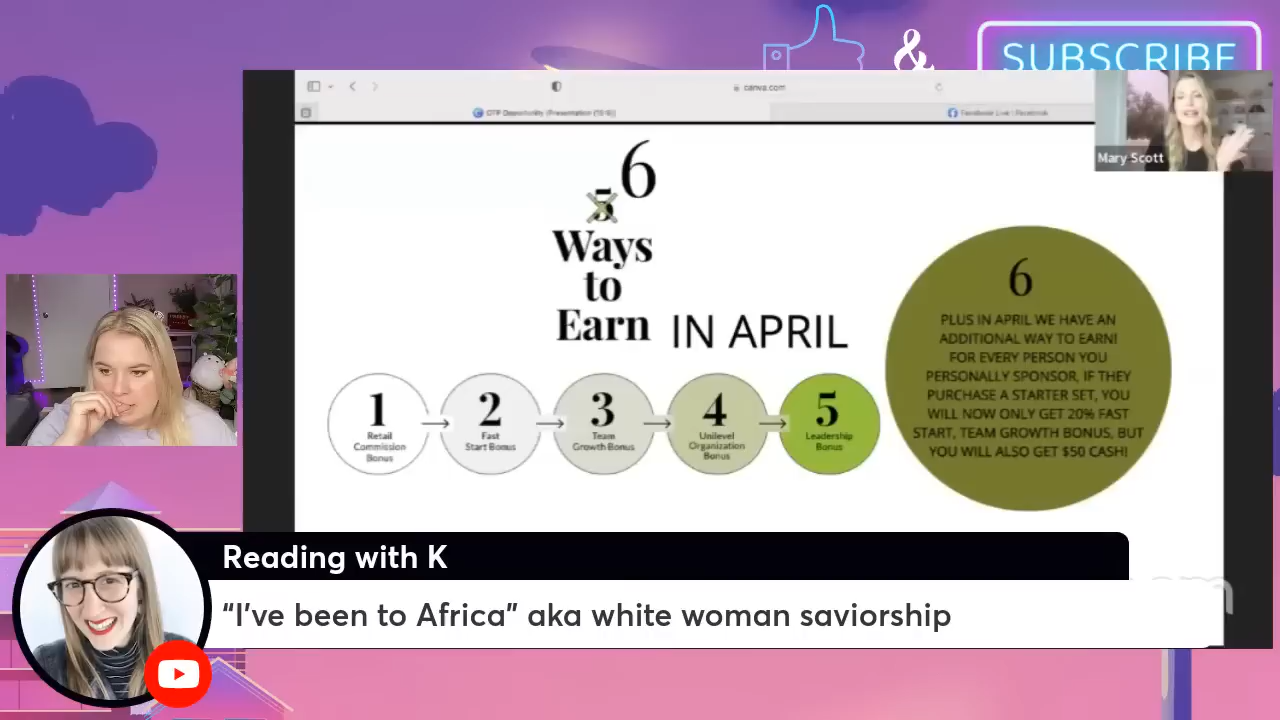 &
SUBSCRIBE
canva.com
Facebook Live | Facebook
Mary Scott
5 6
Ways
to
Earn IN APRIL
1
Retail
Commission
Bonus
2
Fast
Start Bonus
3
Team
Growth Bonus
4
Unilevel
Organization
Bonus
5
Leadership
Bonus
6
PLUS IN APRIL WE HAVE AN
ADDITIONAL WAY TO EARN!
FOR EVERY PERSON YOU
PERSONALLY SPONSOR, IF THEY
PURCHASE A STARTER SET, YOU
WILL NOW ONLY GET 20% FAST
START, TEAM GROWTH BONUS, BUT
YOU WILL ALSO GET $50 CASH!
Reading with K
“I’ve been to Africa” aka white woman saviorship